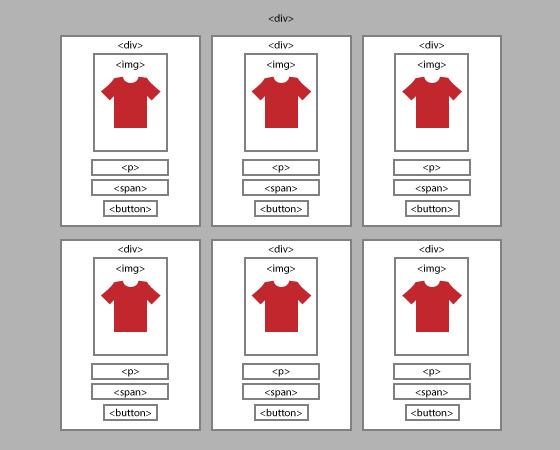 <div>
<div> <div> <div>
<img> <img> <img>
<p> <p> <p>
<span> <span> <span>
<button> <button> <button>
<div> <div> <div>
<img> <img> <img>
<p> <p> <p>
<span> <span> <span>
<button> <button> <button>